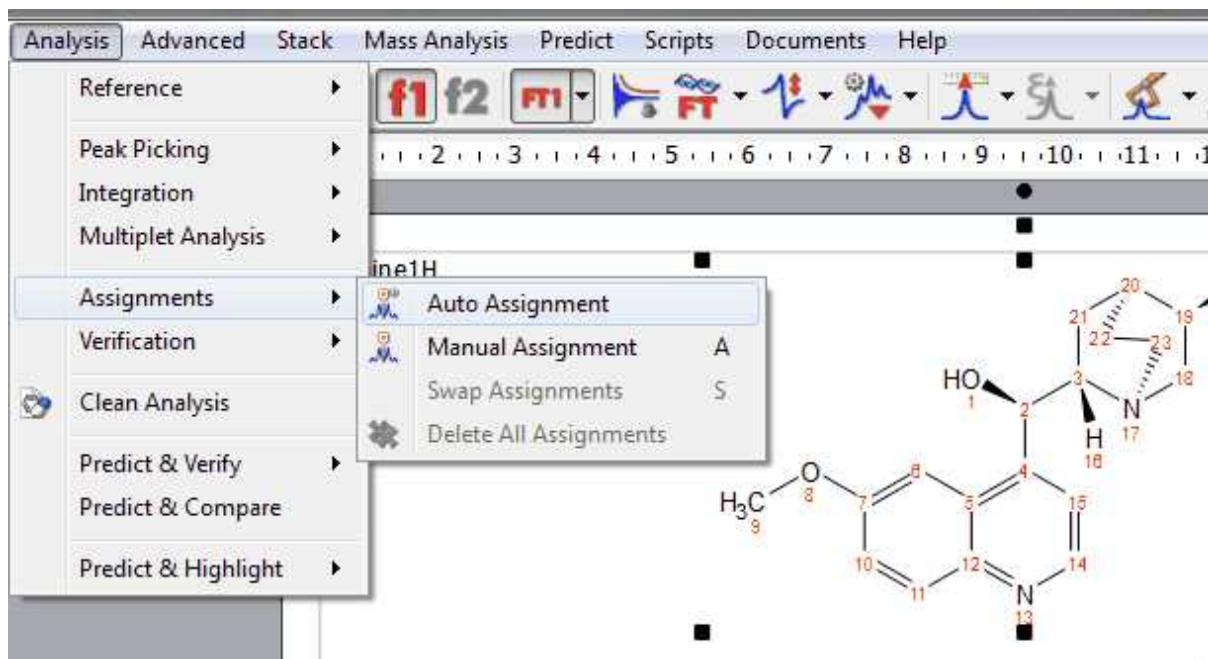 Analysis Advanced Stack Mass Analysis Predict Scripts Documents Help
Reference
f1 f2 FT1 FT
Peak Picking
2 3 4 5 6 7 8 9 10 11
Integration
Multiplet Analysis
ine1H
Assignments
Auto Assignment
Verification
Manual Assignment A
Swap Assignments S
Clean Analysis
Delete All Assignments
Predict & Verify
Predict & Compare
Predict & Highlight
20
21 19
22 23
3 18
HO
1 2 N
17
H
16
O
8 6 4
H3C
9 7 5 15
10 12 14
11 N
13